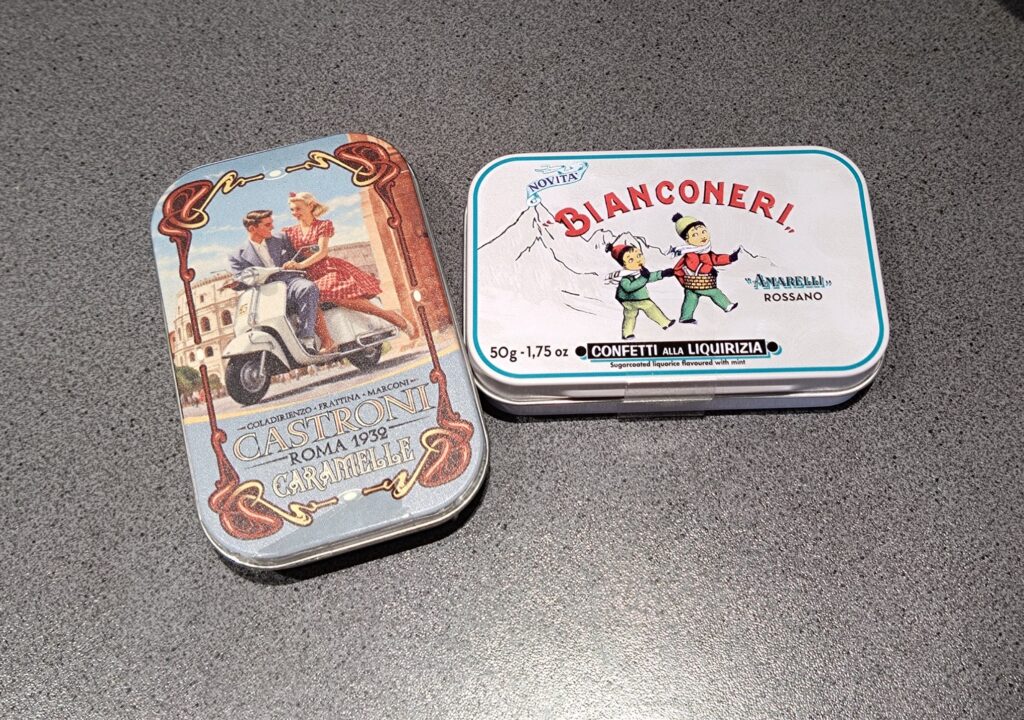 COLADIRIENZO · FRATTINA · MARCONI
CASTRONI
ROMA 1932
CARAMELLE
NOVITA'
"BIANCONERI"
"AMARELLI"
ROSSANO
50g - 1,75 oz
CONFETTI ALLA LIQUIRIZIA
Sugarcoated liquorice flavoured with mint